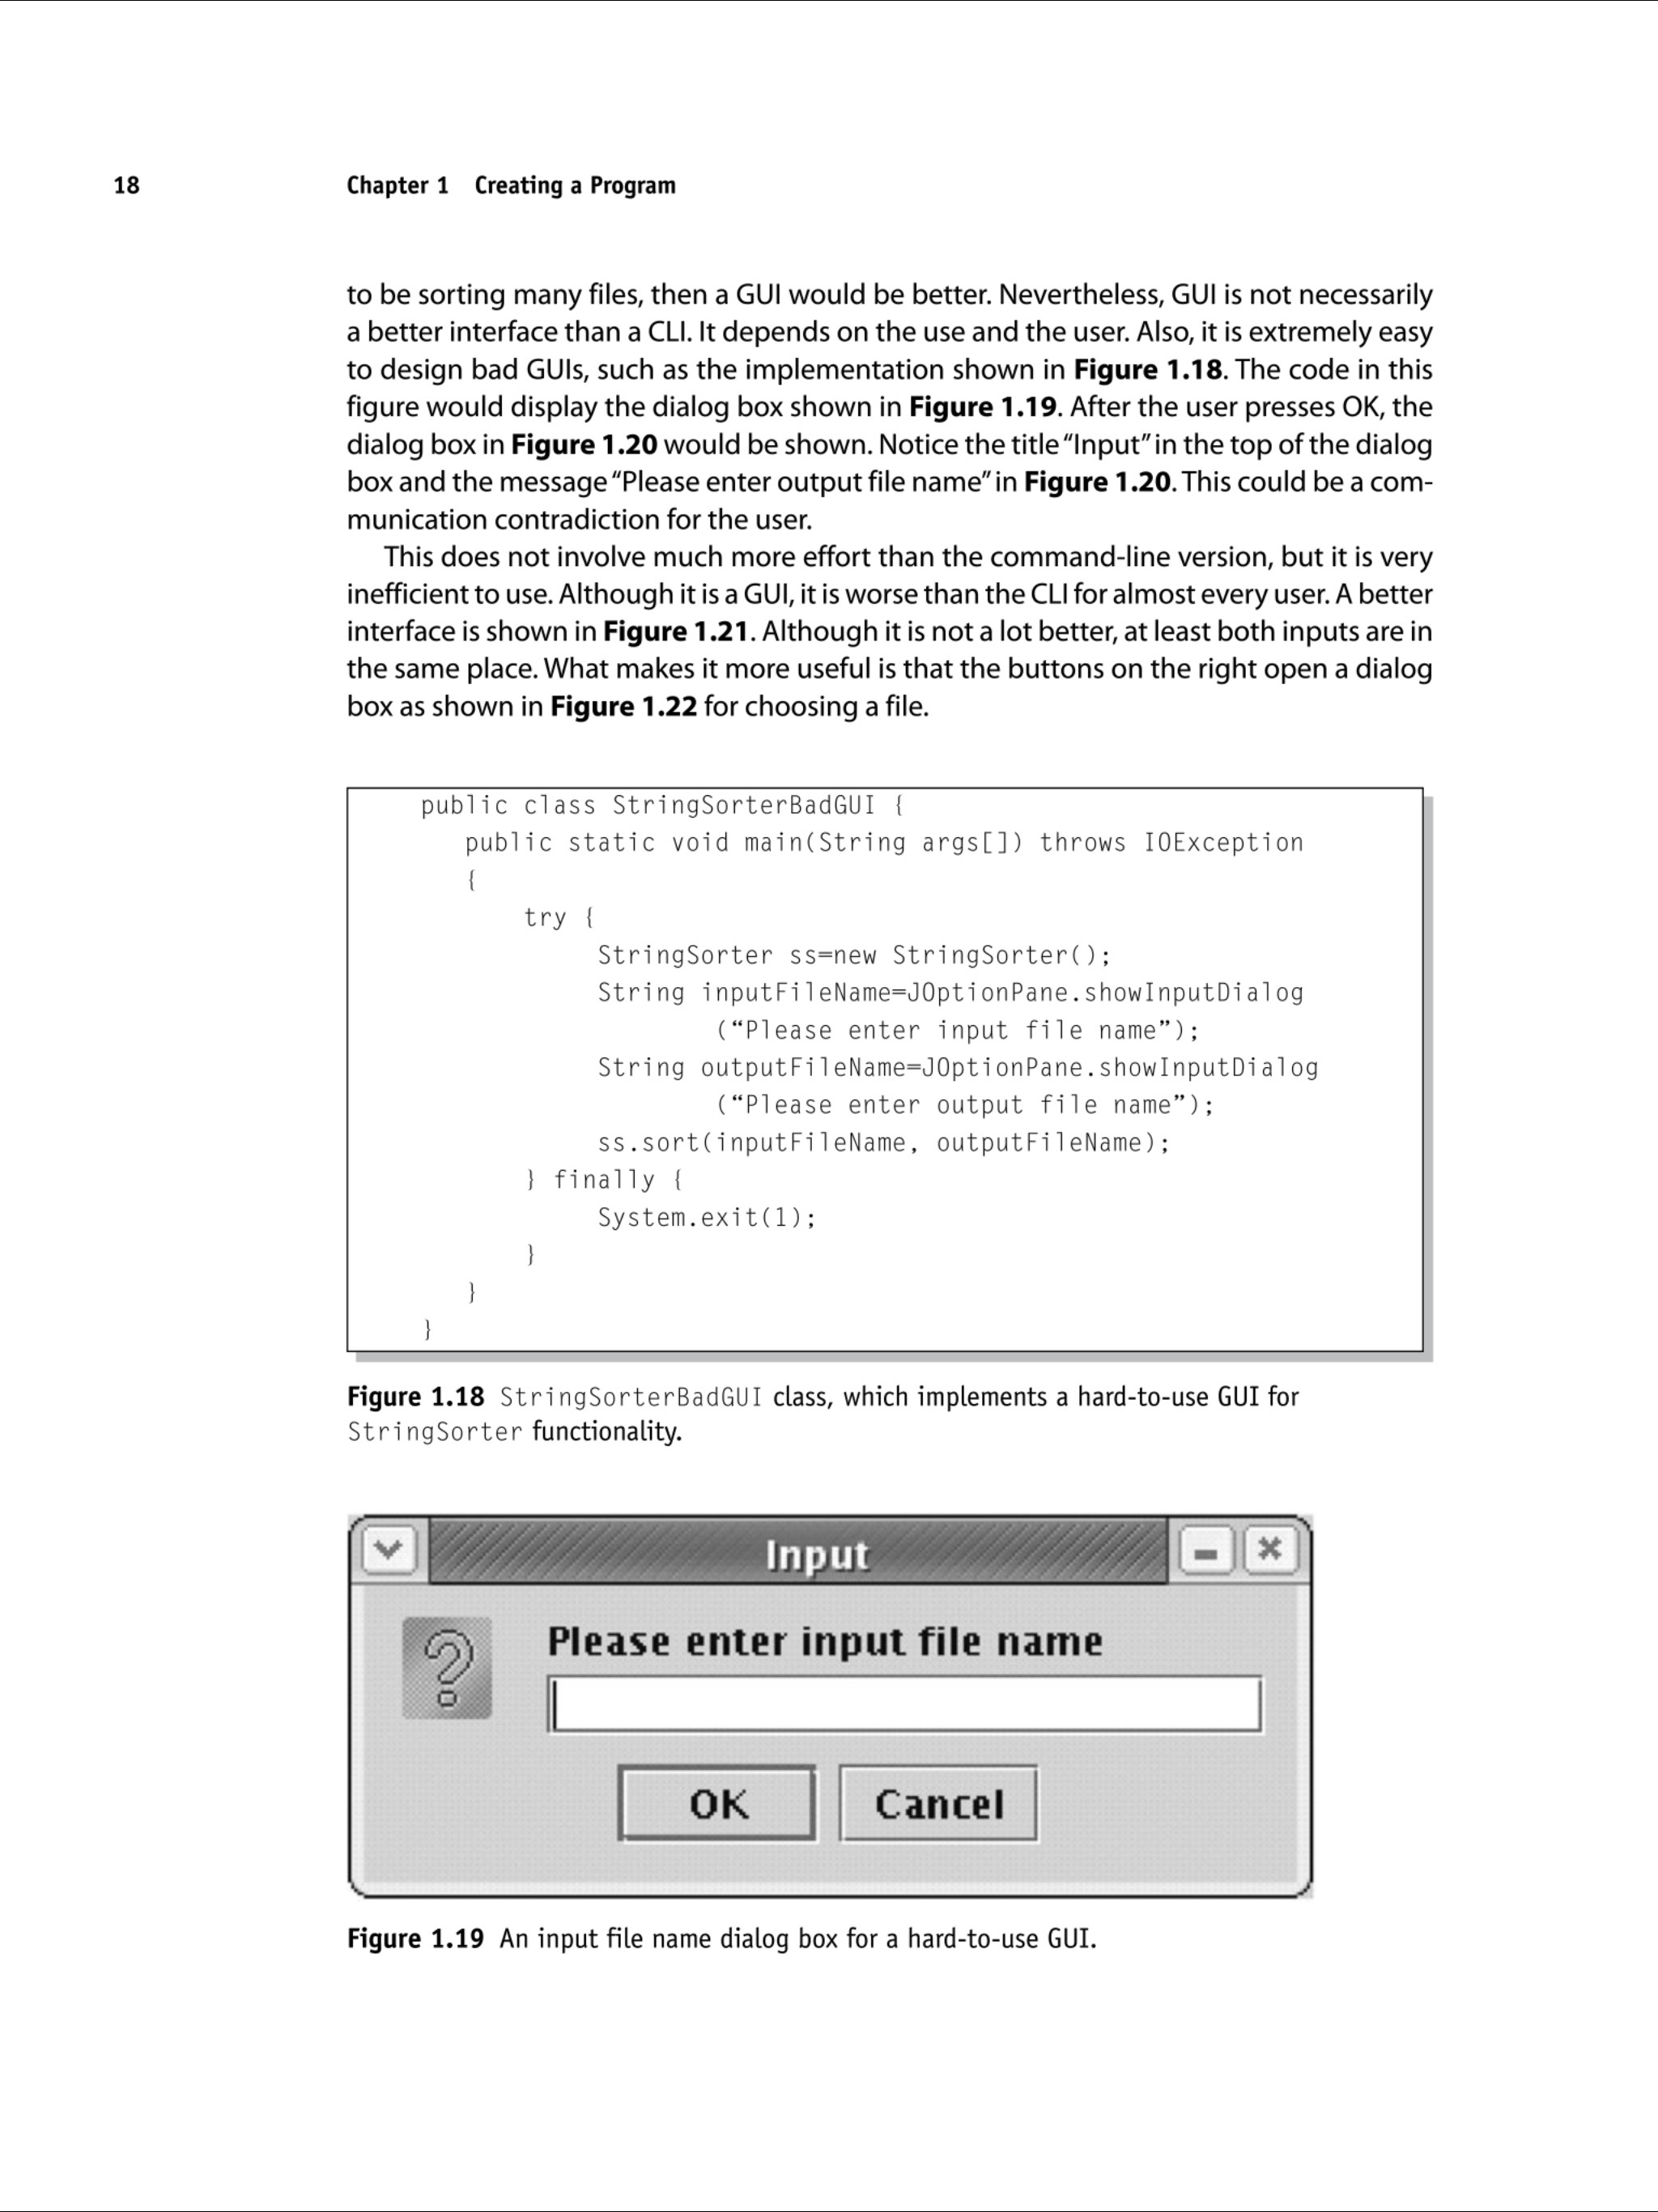 18 Chapter 1 Creating a Program
to be sorting many files, then a GUI would be better. Nevertheless, GUI is not necessarily
a better interface than a CLI. It depends on the use and the user. Also, it is extremely easy
to design bad GUIs, such as the implementation shown in Figure 1.18. The code in this
figure would display the dialog box shown in Figure 1.19. After the user presses OK, the
dialog box in Figure 1.20 would be shown. Notice the title “Input” in the top of the dialog
box and the message “Please enter output file name” in Figure 1.20. This could be a com-
munication contradiction for the user.
This does not involve much more effort than the command-line version, but it is very
inefficient to use. Although it is a GUI, it is worse than the CLI for almost every user. A better
interface is shown in Figure 1.21. Although it is not a lot better, at least both inputs are in
the same place. What makes it more useful is that the buttons on the right open a dialog
box as shown in Figure 1.22 for choosing a file.
public class StringSorterBadGUI {
public static void main(String args[]) throws IOException
{
try {
StringSorter ss=new StringSorter();
String inputFileName=JOptionPane.showInputDialog
(“Please enter input file name”);
String outputFileName=JOptionPane.showInputDialog
(“Please enter output file name”);
ss.sort(inputFileName, outputFileName);
} finally {
System.exit(1);
}
}
}
Figure 1.18 StringSorterBadGUI class, which implements a hard-to-use GUI for
StringSorter functionality.
Input
Please enter input file name
OK Cancel
Figure 1.19 An input file name dialog box for a hard-to-use GUI.